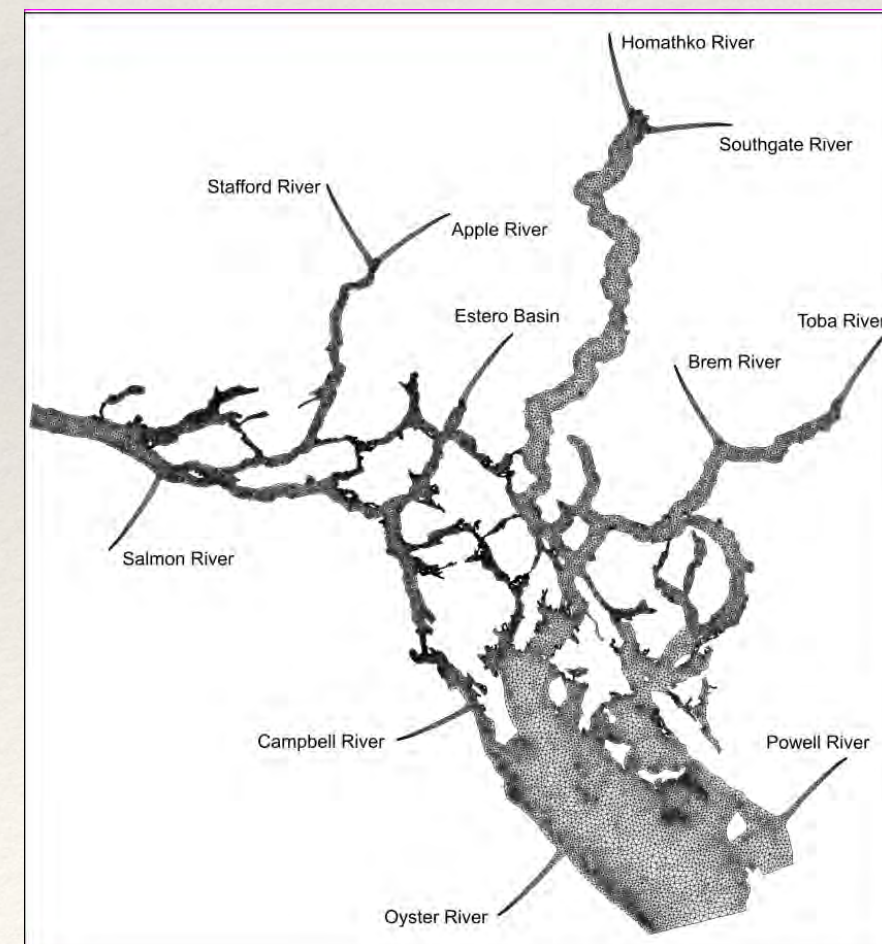 Homathko River
Southgate River
Stafford River
Apple River
Estero Basin
Toba River
Brem River
Salmon River
Campbell River
Powell River
Oyster River